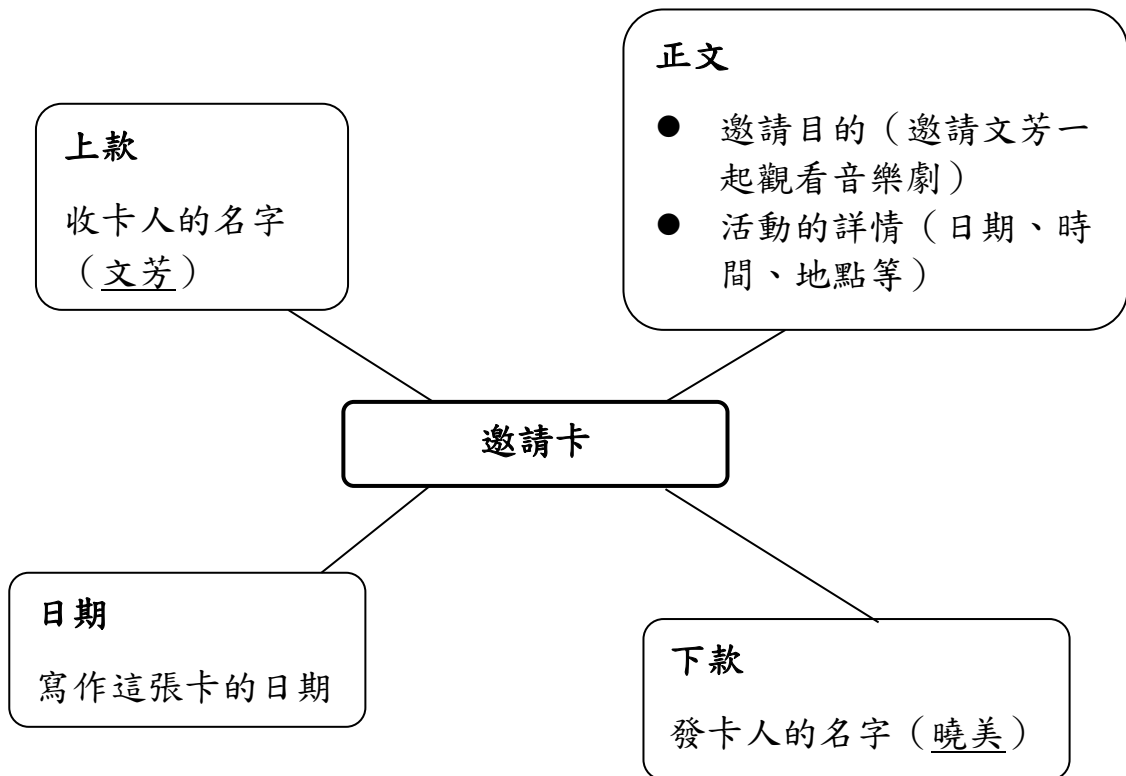 上款
收卡人的名字
（文芳）
正文
● 邀請目的（邀請文芳一
起觀看音樂劇）
● 活動的詳情（日期、時
間、地點等）
邀請卡
日期
寫作這張卡的日期
下款
發卡人的名字（曉美）